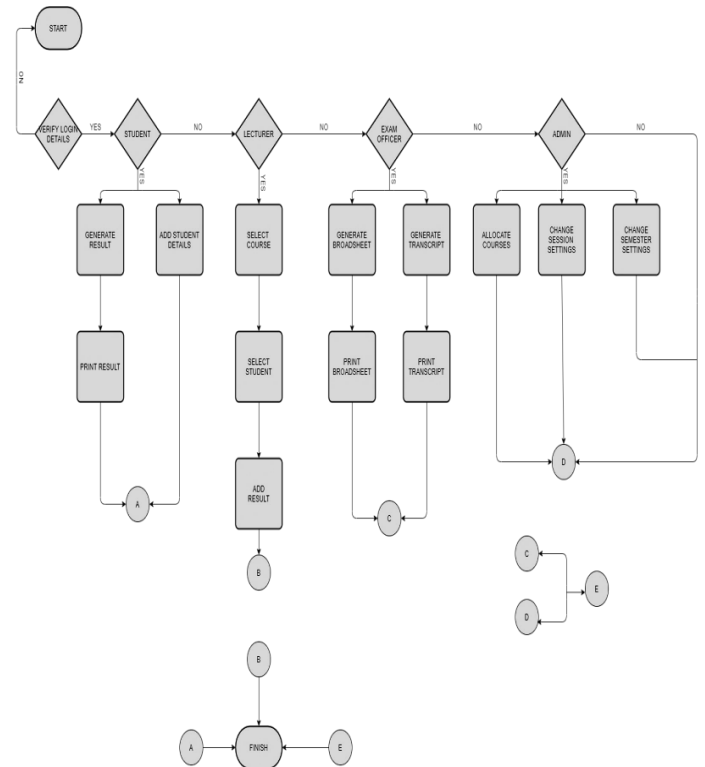 START
NO
VERIFY LOGIN
DETAILS
YES
STUDENT
NO
LECTURER
NO
EXAM
OFFICER
NO
ADMIN
NO
YES
YES
YES
YES
GENERATE
RESULT
ADD STUDENT
DETAILS
SELECT
COURSE
GENERATE
BROADSHEET
GENERATE
TRANSCRIPT
ALLOCATE
COURSES
CHANGE
SESSION
SETTINGS
CHANGE
SEMESTER
SETTINGS
PRINT RESULT
SELECT
STUDENT
PRINT
BROADSHEET
PRINT
TRANSCRIPT
D
ADD
RESULT
A
C
B
C
E
D
B
A
FINISH
E